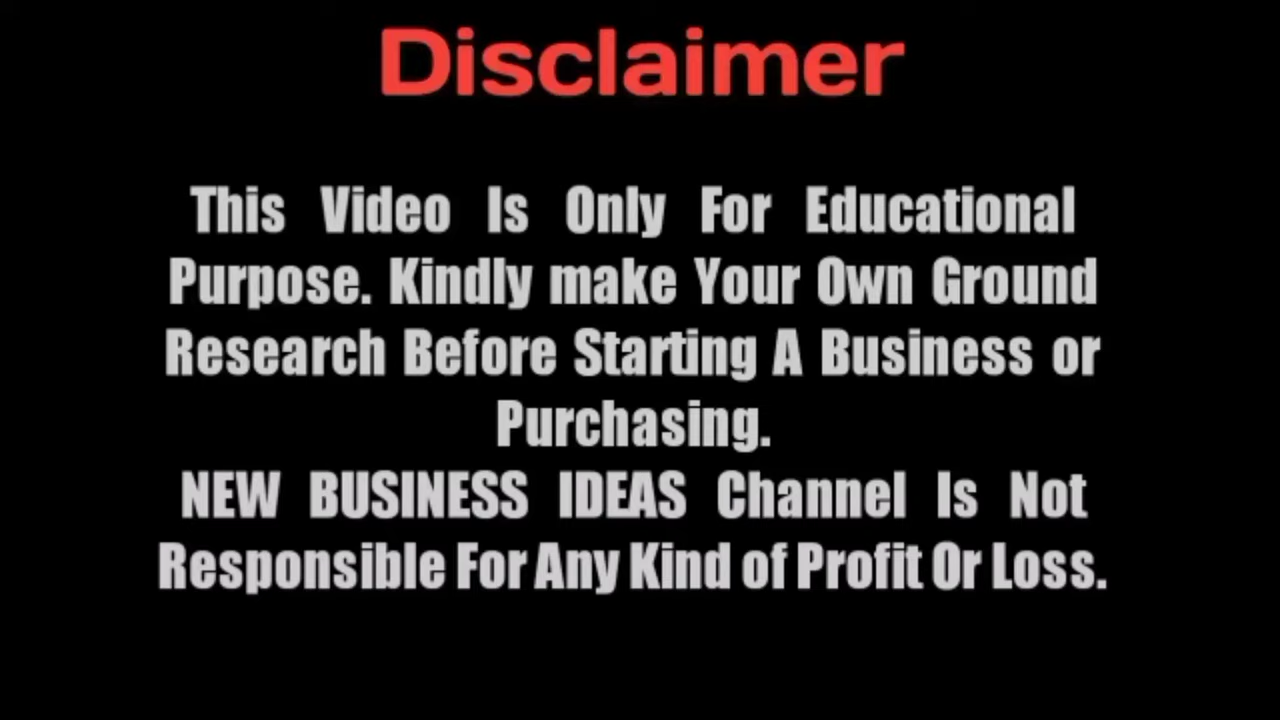 Disclaimer
This Video Is Only For Educational
Purpose. Kindly make Your Own Ground
Research Before Starting A Business or
Purchasing.
NEW BUSINESS IDEAS Channel Is Not
Responsible For Any Kind of Profit Or Loss.